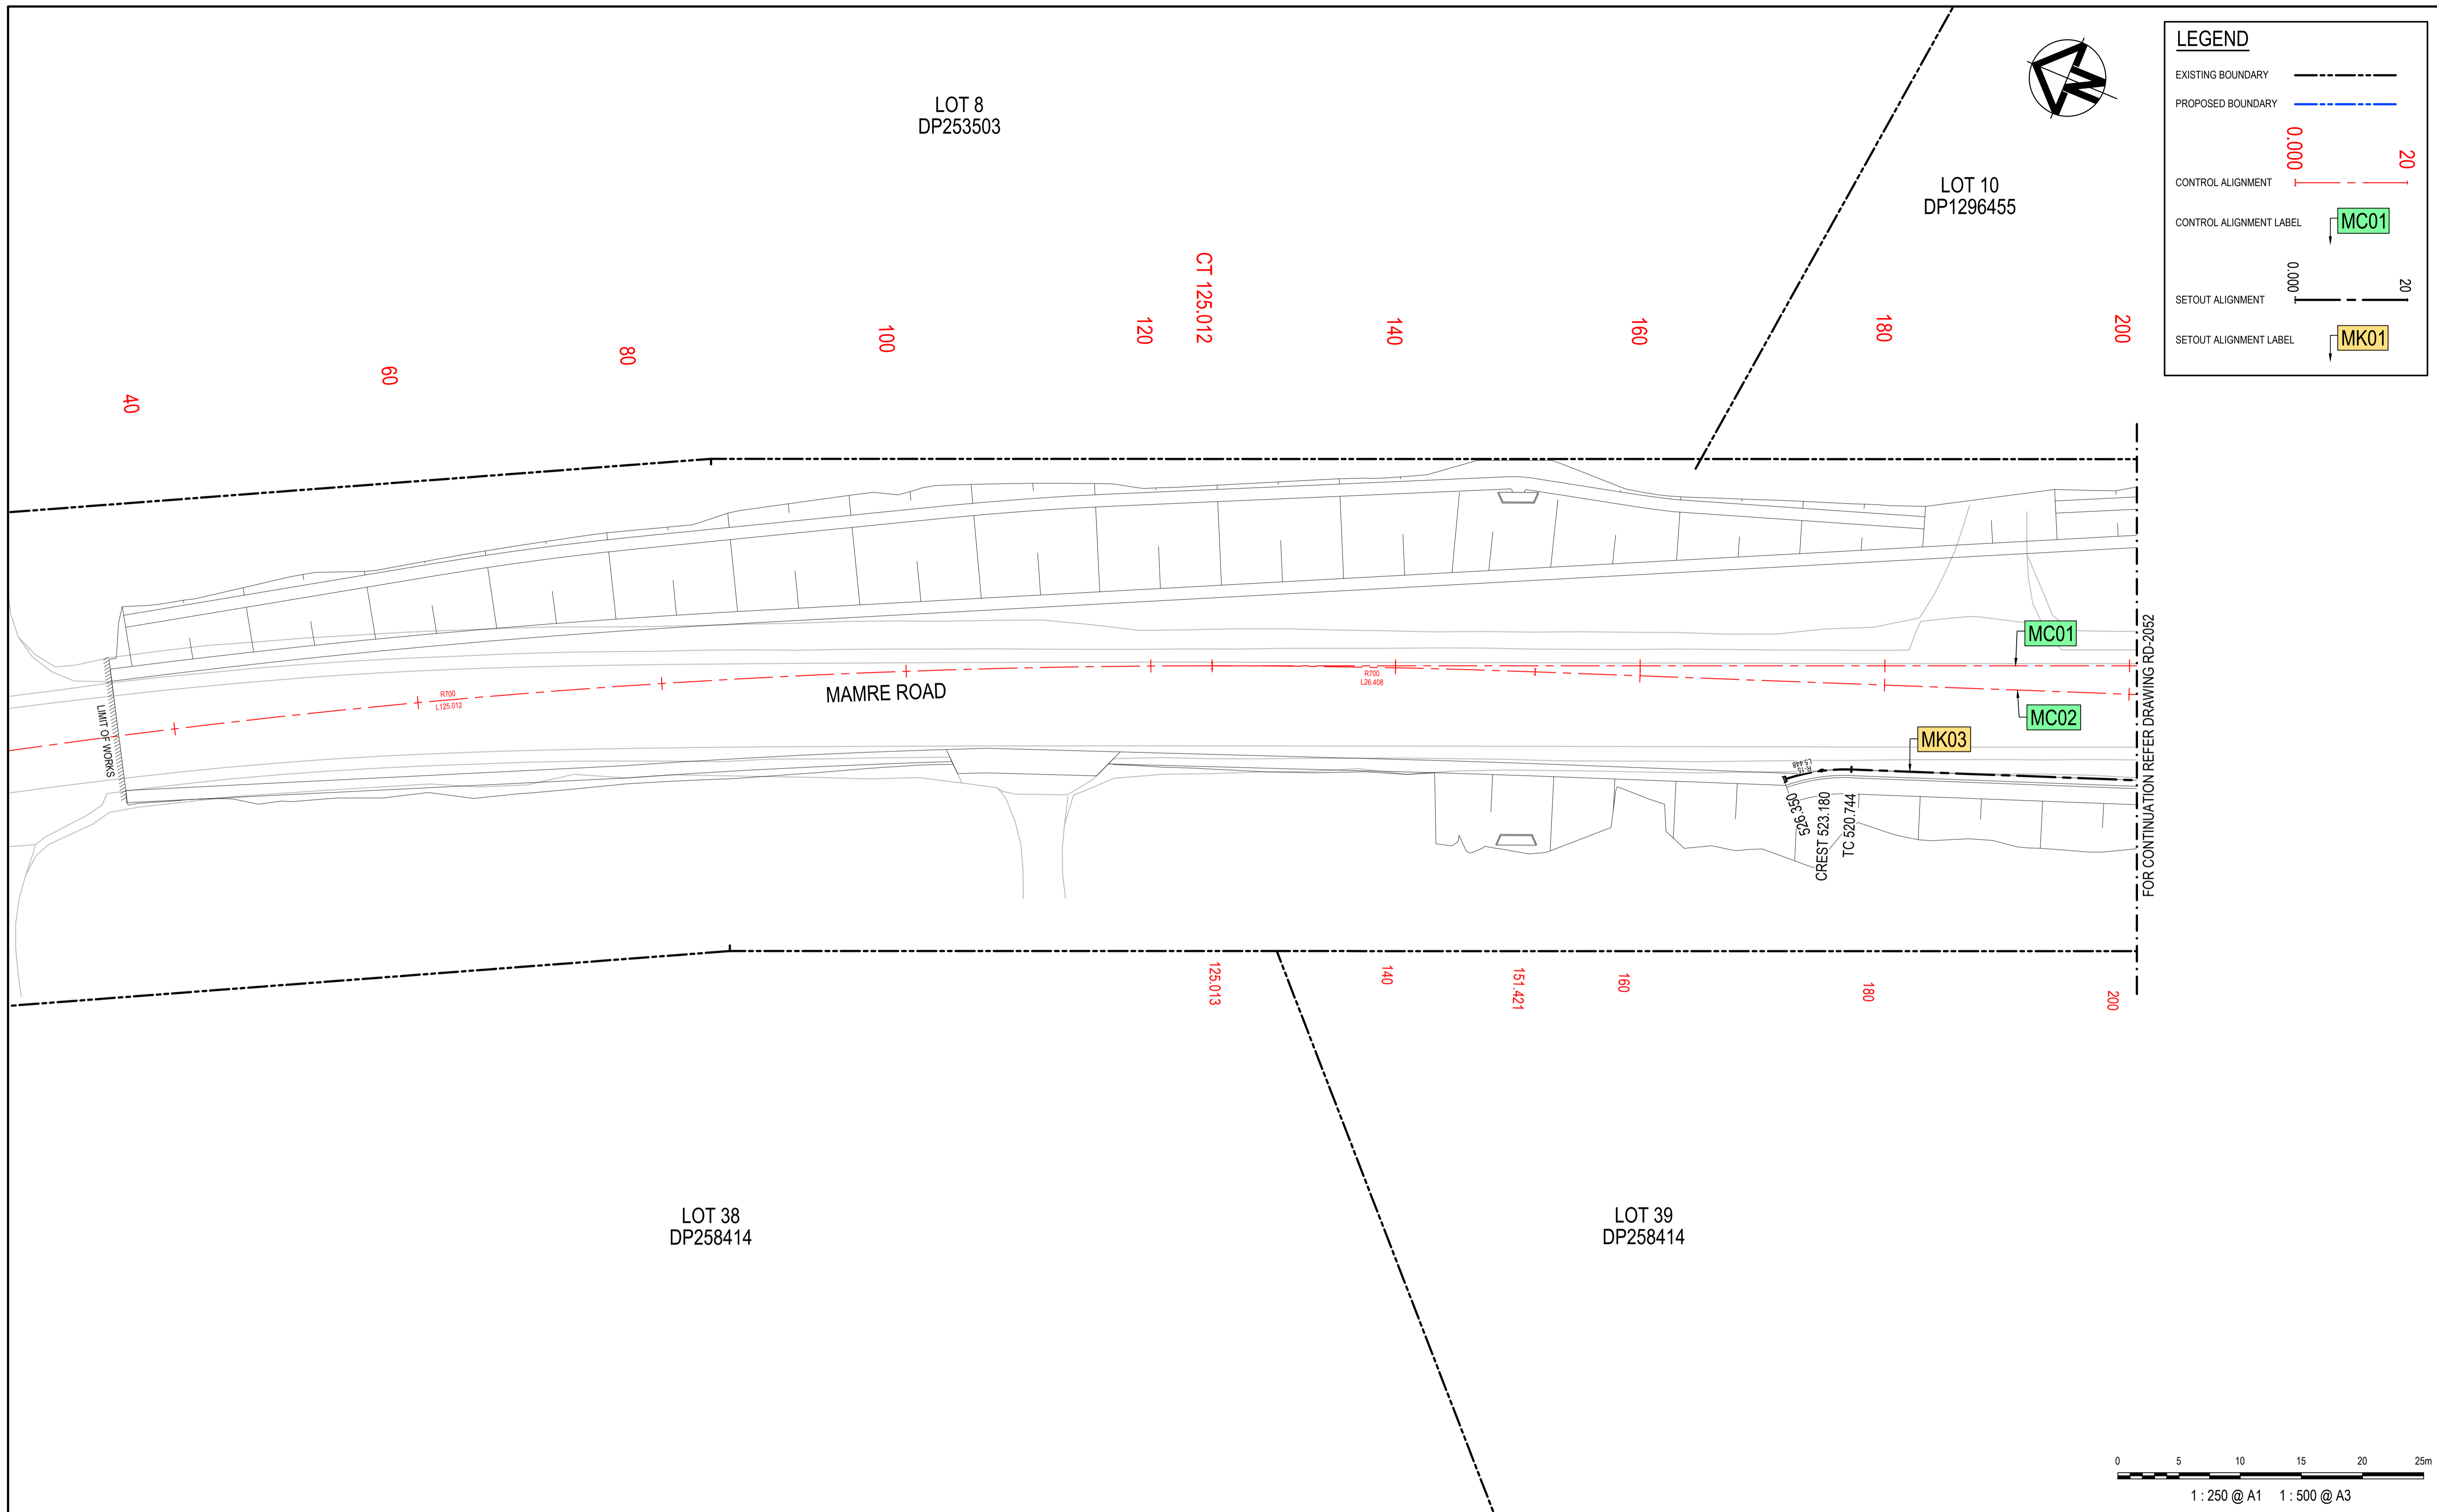 LEGEND
EXISTING BOUNDARY
PROPOSED BOUNDARY
0.000
20
CONTROL ALIGNMENT
CONTROL ALIGNMENT LABEL
MC01
0.000
20
SETOUT ALIGNMENT
SETOUT ALIGNMENT LABEL
MK01
N
LOT 8
DP253503
LOT 10
DP1296455
40
60
80
100
120
CT 125.012
140
160
180
200
LIMIT OF WORKS
R700
L125.012
MAMRE ROAD
R700
L26.408
MC01
MC02
MK03
R-15
L5.448
526.350
CREST 523.180
TC 520.744
FOR CONTINUATION REFER DRAWING RD-2052
125.013
140
151.421
160
180
200
LOT 38
DP258414
LOT 39
DP258414
0 5 10 15 20 25m
1 : 250 @ A1 1 : 500 @ A3